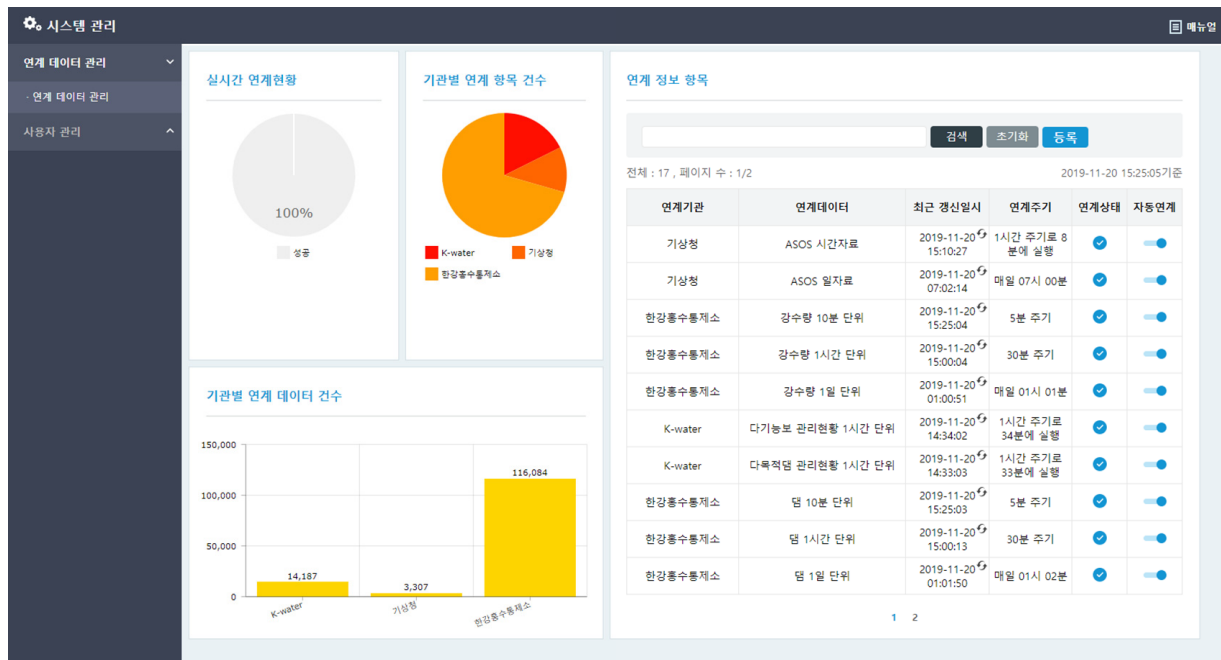 시스템 관리
매뉴얼
연계 데이터 관리
- 연계 데이터 관리
사용자 관리
실시간 연계현황
100%
성공
기관별 연계 항목 건수
K-water
기상청
한강홍수통제소
기관별 연계 데이터 건수
150,000
100,000
50,000
0
14,187
3,307
116,084
K-water
기상청
한강홍수통제소
연계 정보 항목
검색 초기화 등록
전체 : 17 , 페이지 수 : 1/2
2019-11-20 15:25:05기준
연계기관 연계데이터 최근 갱신일시 연계주기 연계상태 자동연계
기상청 ASOS 시간자료 2019-11-20 15:10:27 1시간 주기로 8분에 실행
기상청 ASOS 일자료 2019-11-20 07:02:14 매일 07시 00분
한강홍수통제소 강수량 10분 단위 2019-11-20 15:25:04 5분 주기
한강홍수통제소 강수량 1시간 단위 2019-11-20 15:00:04 30분 주기
한강홍수통제소 강수량 1일 단위 2019-11-20 01:00:51 매일 01시 01분
K-water 다기능보 관리현황 1시간 단위 2019-11-20 14:34:02 1시간 주기로 34분에 실행
K-water 다목적댐 관리현황 1시간 단위 2019-11-20 14:33:03 1시간 주기로 33분에 실행
한강홍수통제소 댐 10분 단위 2019-11-20 15:25:03 5분 주기
한강홍수통제소 댐 1시간 단위 2019-11-20 15:00:13 30분 주기
한강홍수통제소 댐 1일 단위 2019-11-20 01:01:50 매일 01시 02분
1 2